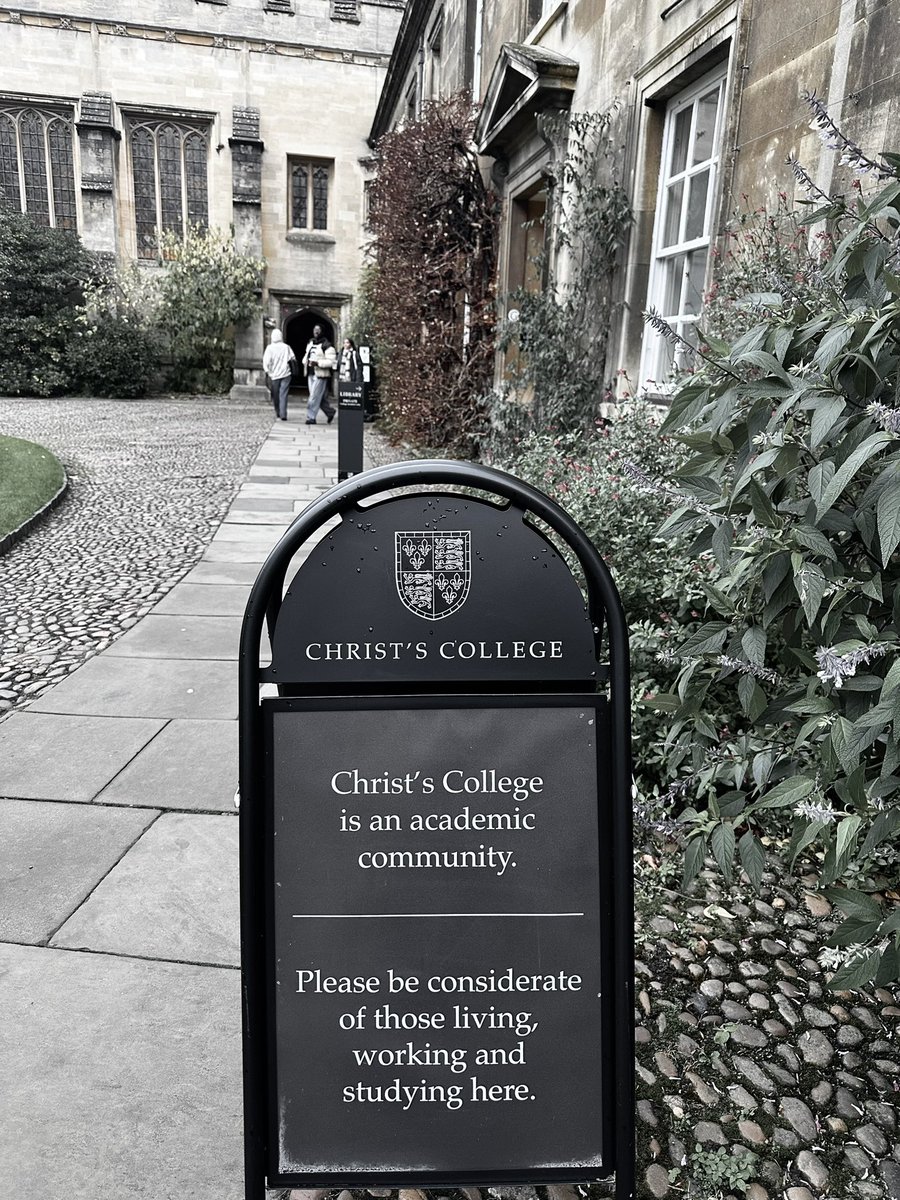 LIBRARY
PRIVATE
CHRIST'S COLLEGE
Christ's College
is an academic
community.
Please be considerate
of those living,
working and
studying here.